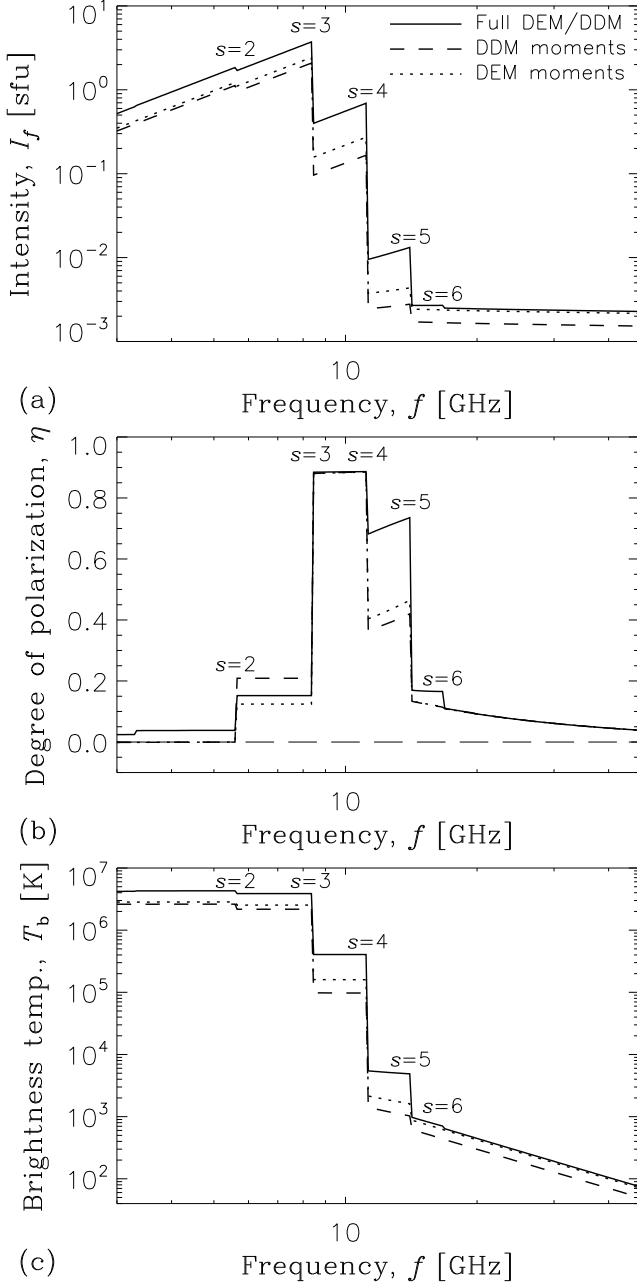 Full DEM/DDM
DDM moments
DEM moments
s=2
s=3
s=4
s=5
s=6
10^1
10^0
10^-1
10^-2
10^-3
Intensity, I_f [sfu]
10
Frequency, f [GHz]
(a)
1.0
0.8
0.6
0.4
0.2
0.0
Degree of polarization, η
s=3
s=4
s=5
s=2
s=6
10
Frequency, f [GHz]
(b)
10^7
10^6
10^5
10^4
10^3
10^2
Brightness temp., T_b [K]
s=2
s=3
s=4
s=5
s=6
10
Frequency, f [GHz]
(c)